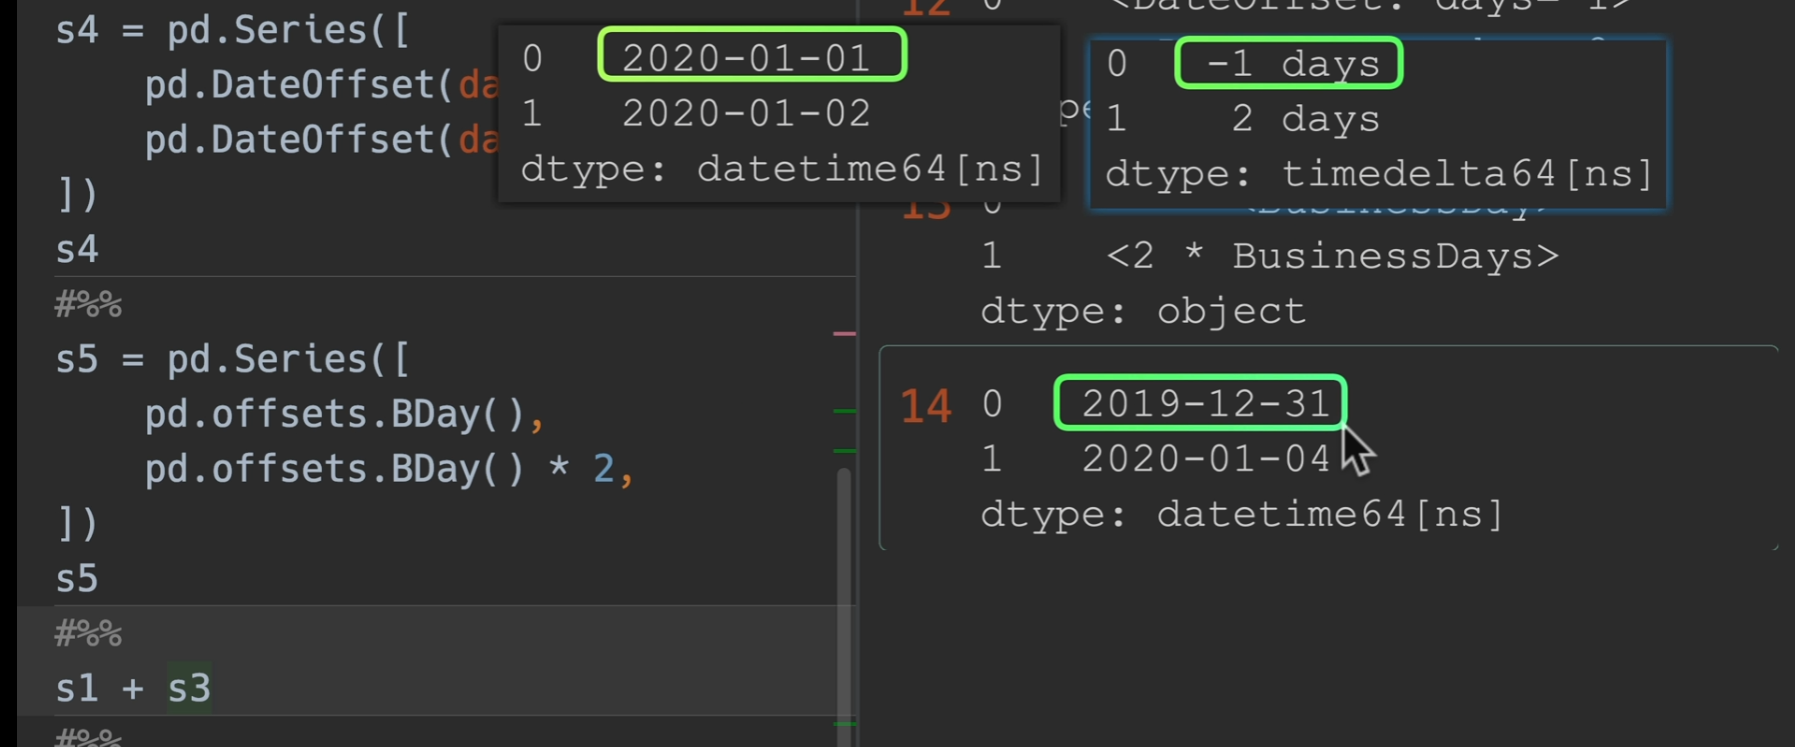 s4 = pd.Series([
    pd.DateOffset(da
    pd.DateOffset(da
])
s4
#%%
s5 = pd.Series([
    pd.offsets.BDay(),
    pd.offsets.BDay() * 2,
])
s5
#%%
s1 + s3
#%%
0 2020-01-01
1 2020-01-02
dtype: datetime64[ns]
12 0 <DateOffset: days=-1>
0 -1 days
1 2 days
dtype: timedelta64[ns]
13 0 <BusinessDay>
1 <2 * BusinessDays>
dtype: object
14 0 2019-12-31
1 2020-01-04
dtype: datetime64[ns]